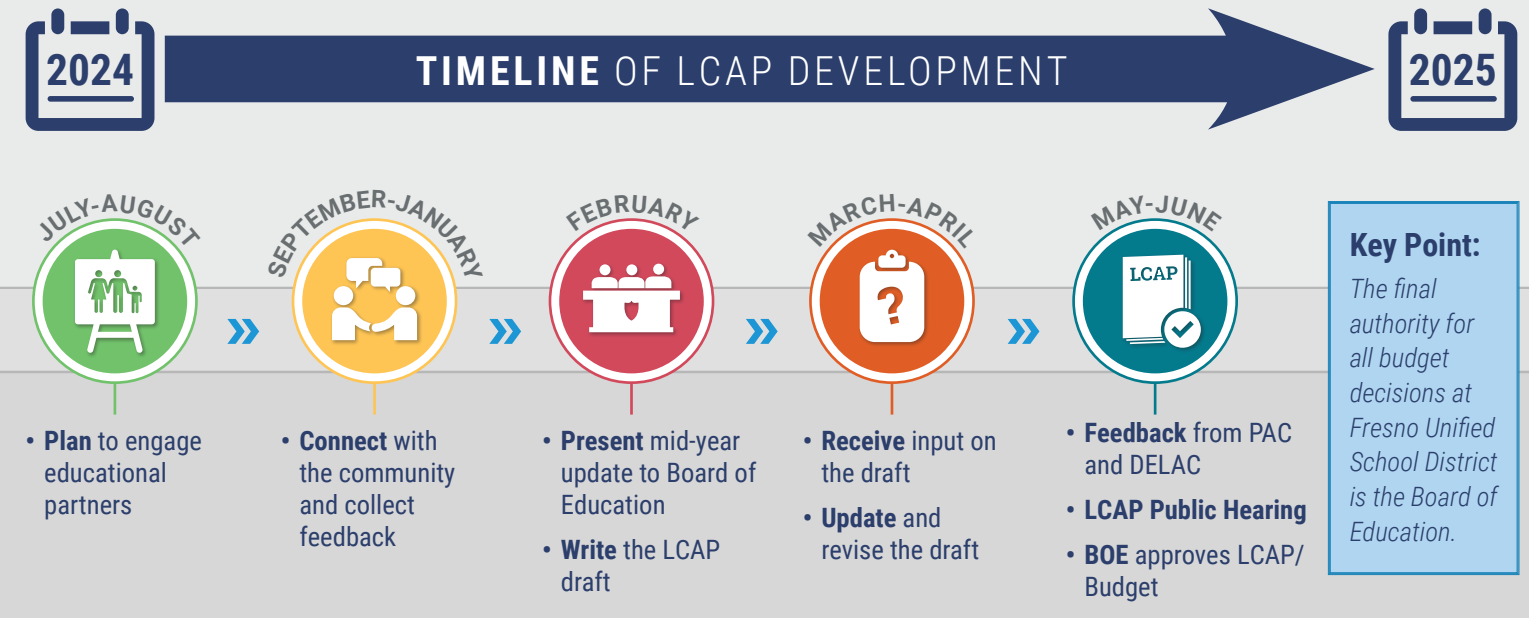 2024
TIMELINE OF LCAP DEVELOPMENT
2025
JULY-AUGUST
• Plan to engage
educational
partners
SEPTEMBER-JANUARY
• Connect with
the community
and collect
feedback
FEBRUARY
• Present mid-year
update to Board of
Education
• Write the LCAP
draft
MARCH-APRIL
?
• Receive input on
the draft
• Update and
revise the draft
MAY-JUNE
LCAP
• Feedback from PAC
and DELAC
• LCAP Public Hearing
• BOE approves LCAP/
Budget
Key Point:
The final
authority for
all budget
decisions at
Fresno Unified
School District
is the Board of
Education.